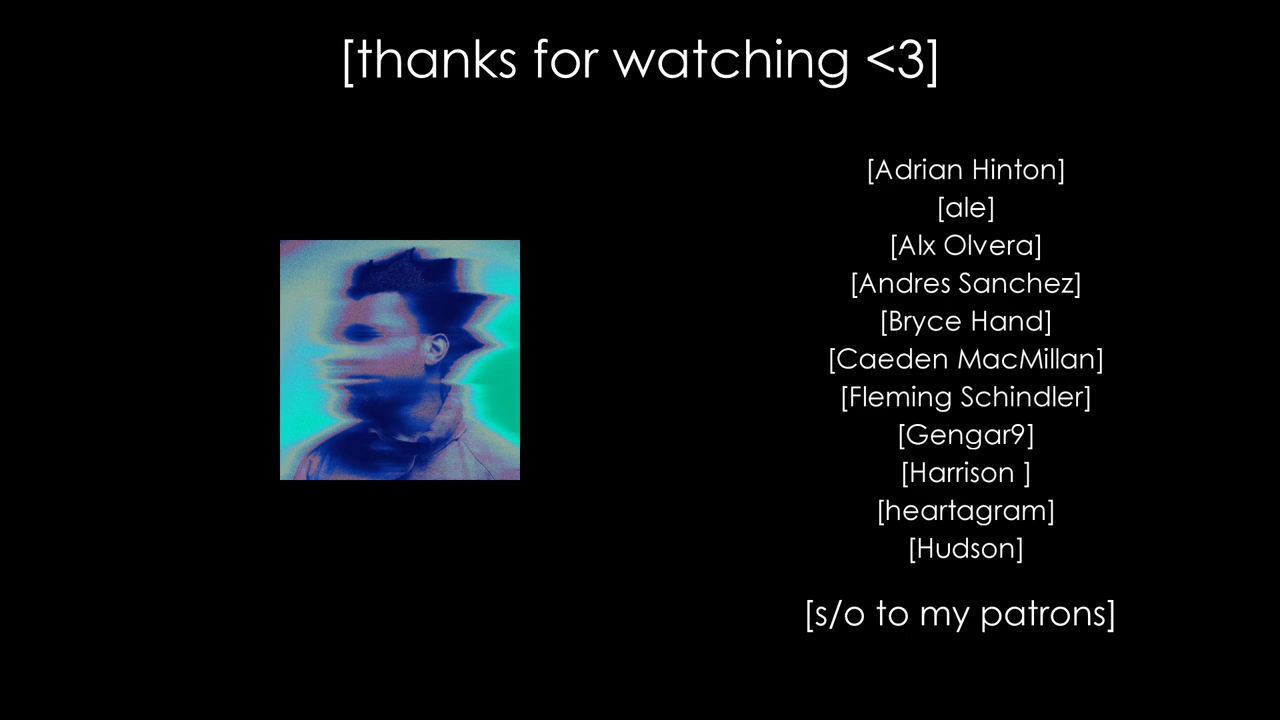 [thanks for watching <3]
[Adrian Hinton]
[ale]
[Alx Olvera]
[Andres Sanchez]
[Bryce Hand]
[Caeden MacMillan]
[Fleming Schindler]
[Gengar9]
[Harrison ]
[heartagram]
[Hudson]
[s/o to my patrons]